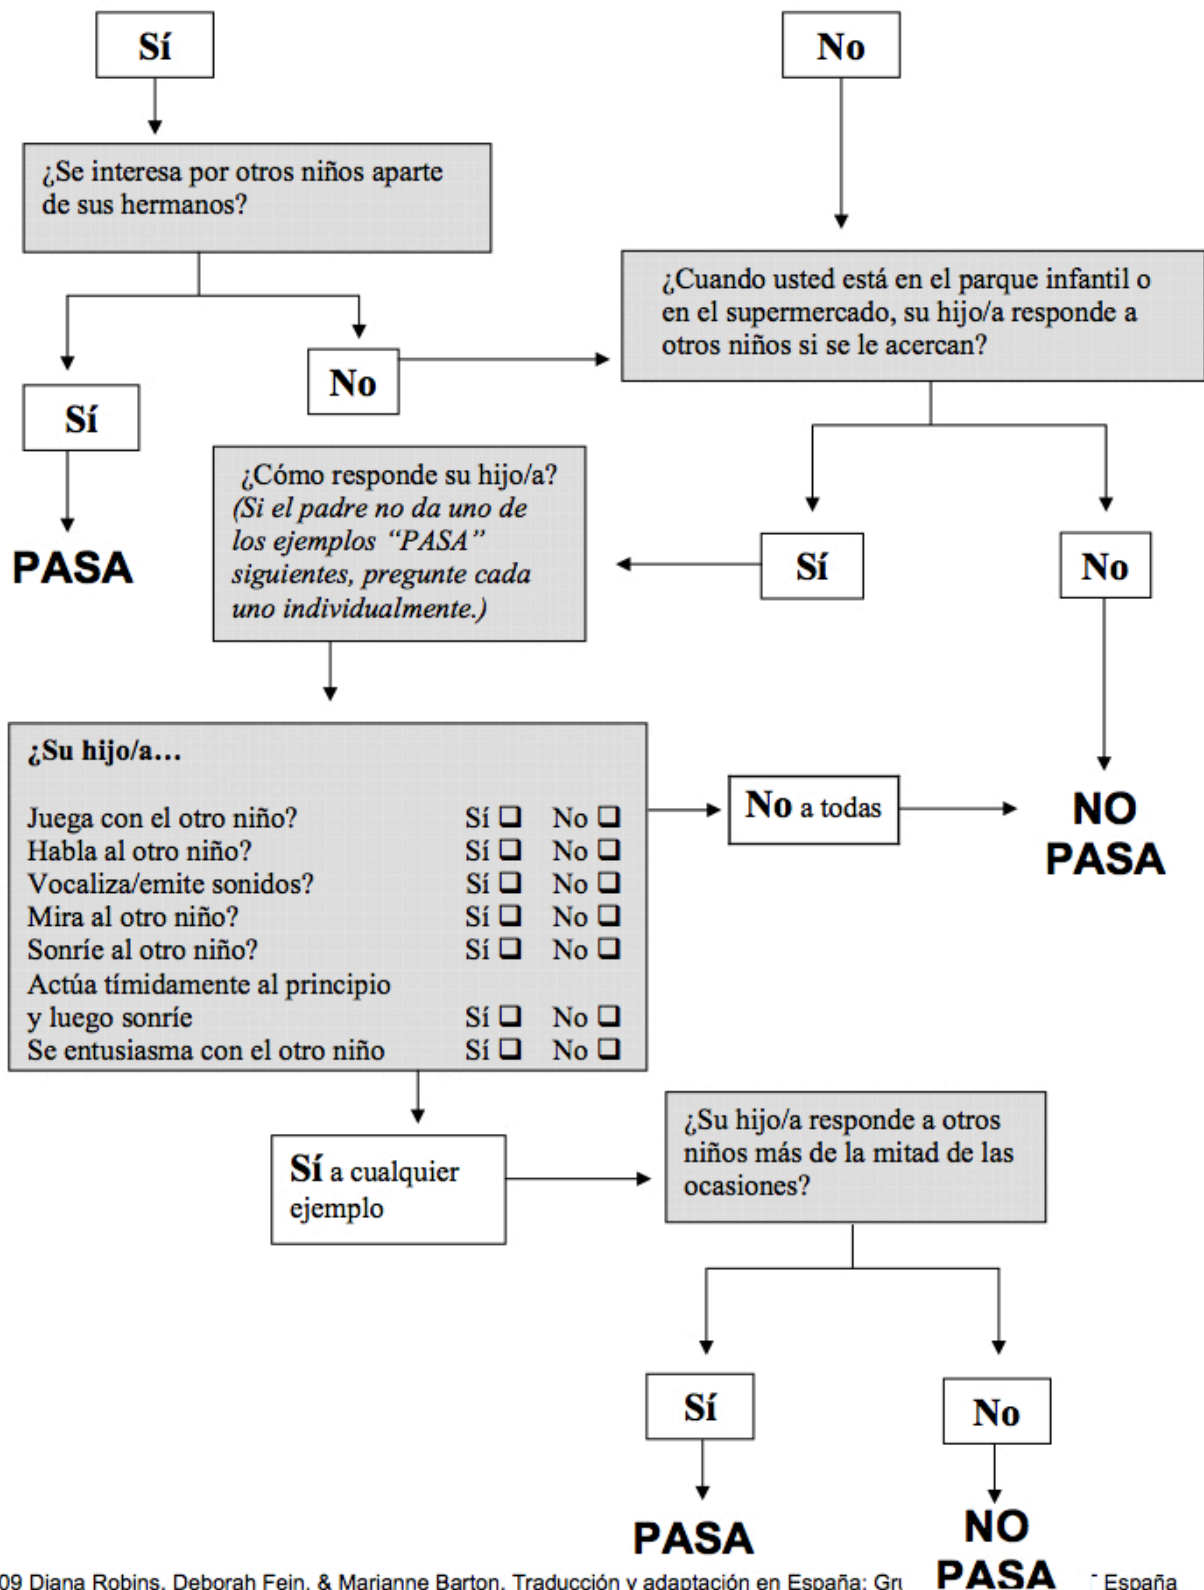 Sí
No
¿Se interesa por otros niños aparte
de sus hermanos?
¿Cuando usted está en el parque infantil o
en el supermercado, su hijo/a responde a
otros niños si se le acercan?
Sí
No
PASA
¿Cómo responde su hijo/a?
(Si el padre no da uno de
los ejemplos “PASA”
siguientes, pregunte cada
uno individualmente.)
Sí
No
¿Su hijo/a…
Juega con el otro niño? Sí ❑ No ❑
Habla al otro niño? Sí ❑ No ❑
Vocaliza/emite sonidos? Sí ❑ No ❑
Mira al otro niño? Sí ❑ No ❑
Sonríe al otro niño? Sí ❑ No ❑
Actúa tímidamente al principio
y luego sonríe Sí ❑ No ❑
Se entusiasma con el otro niño Sí ❑ No ❑
No a todas
NO
PASA
Sí a cualquier
ejemplo
¿Su hijo/a responde a otros
niños más de la mitad de las
ocasiones?
Sí
No
PASA
NO
PASA
09 Diana Robins, Deborah Fein, & Marianne Barton. Traducción y adaptación en España: España